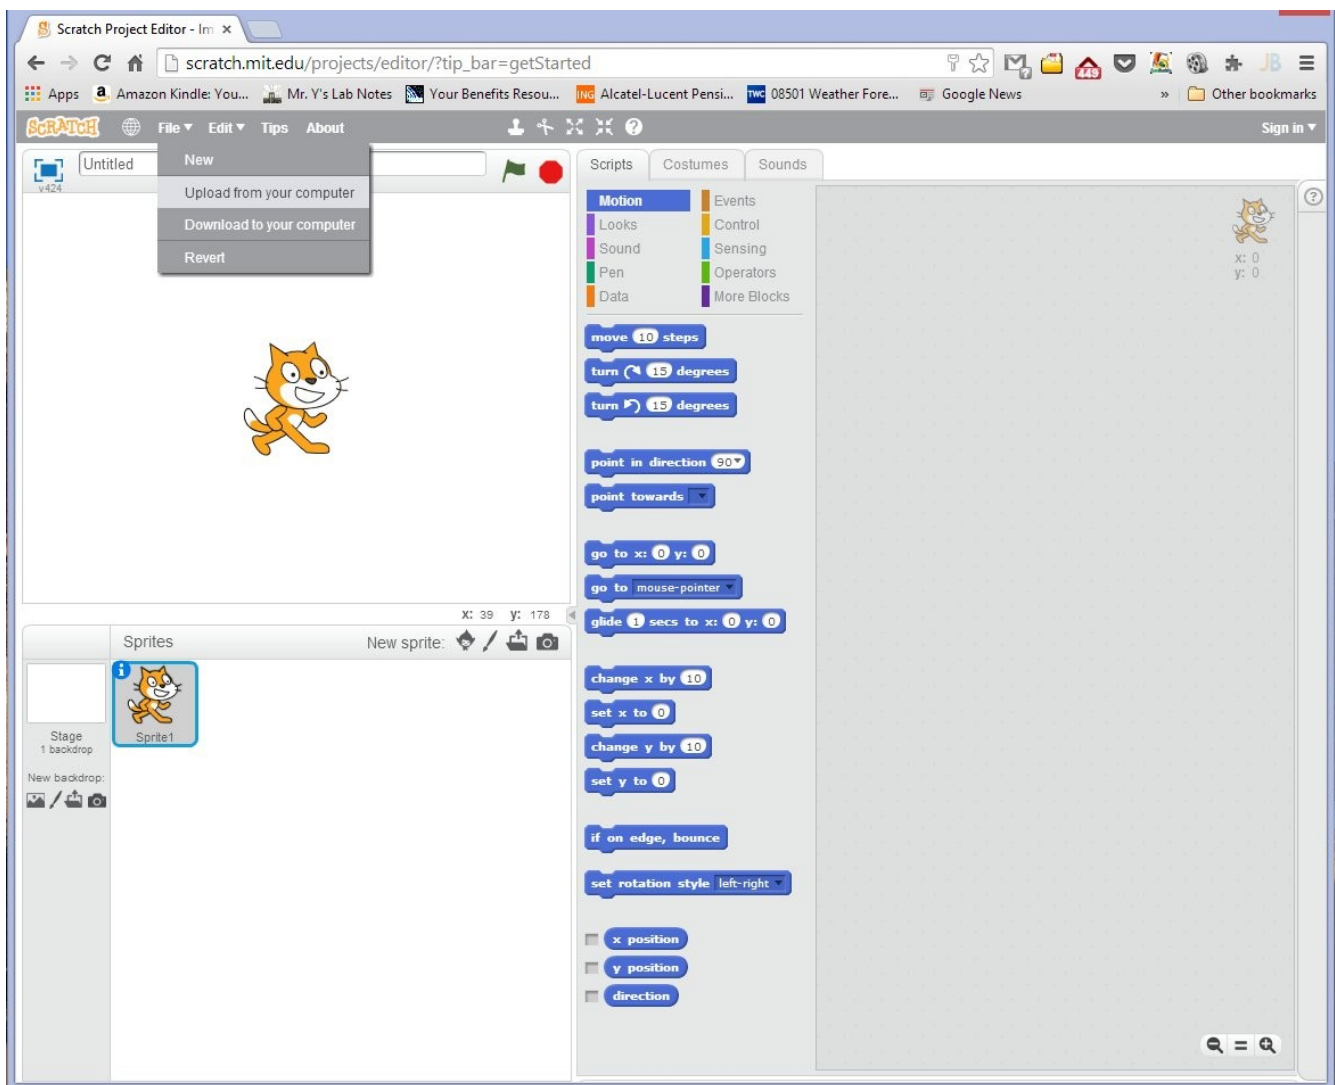 Scratch Project Editor - Im
scratch.mit.edu/projects/editor/?tip_bar=getStarted
449
JB
Apps
a Amazon Kindle: You...
Mr. Y's Lab Notes
Your Benefits Resou...
ING Alcatel-Lucent Pensi...
TWC 08501 Weather Fore...
Google News
»
Other bookmarks
SCRATCH File Edit Tips About
Sign in
v424
Untitled
New
Upload from your computer
Download to your computer
Revert
X: 39 y: 178
Sprites
New sprite:
Stage
1 backdrop
New backdrop:
Sprite1
Scripts Costumes Sounds
Motion Events
Looks Control
Sound Sensing
Pen Operators
Data More Blocks
move 10 steps
turn 15 degrees
turn 15 degrees
point in direction 90
point towards
go to x: 0 y: 0
go to mouse-pointer
glide 1 secs to x: 0 y: 0
change x by 10
set x to 0
change y by 10
set y to 0
if on edge, bounce
set rotation style left-right
x position
y position
direction
x: 0
y: 0
?
=